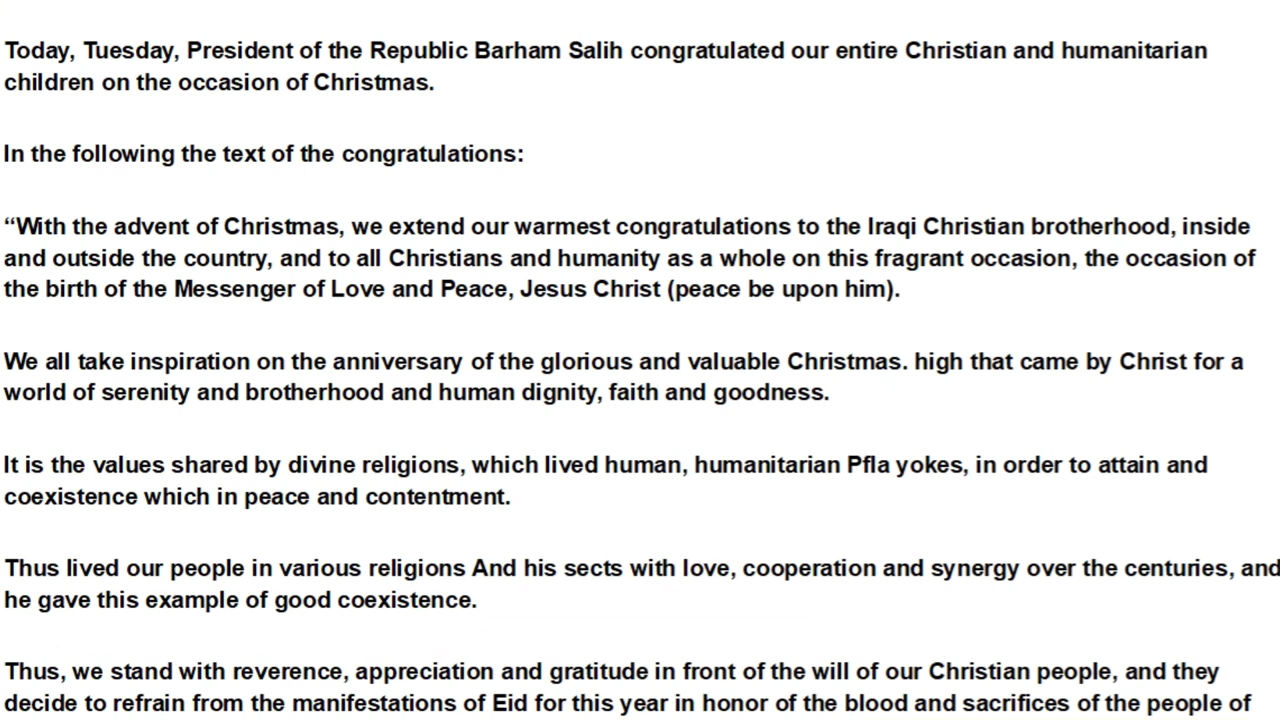 Today, Tuesday, President of the Republic Barham Salih congratulated our entire Christian and humanitarian
children on the occasion of Christmas.
In the following the text of the congratulations:
“With the advent of Christmas, we extend our warmest congratulations to the Iraqi Christian brotherhood, inside
and outside the country, and to all Christians and humanity as a whole on this fragrant occasion, the occasion of
the birth of the Messenger of Love and Peace, Jesus Christ (peace be upon him).
We all take inspiration on the anniversary of the glorious and valuable Christmas. high that came by Christ for a
world of serenity and brotherhood and human dignity, faith and goodness.
It is the values shared by divine religions, which lived human, humanitarian Pfla yokes, in order to attain and
coexistence which in peace and contentment.
Thus lived our people in various religions And his sects with love, cooperation and synergy over the centuries, and
he gave this example of good coexistence.
Thus, we stand with reverence, appreciation and gratitude in front of the will of our Christian people, and they
decide to refrain from the manifestations of Eid for this year in honor of the blood and sacrifices of the people of